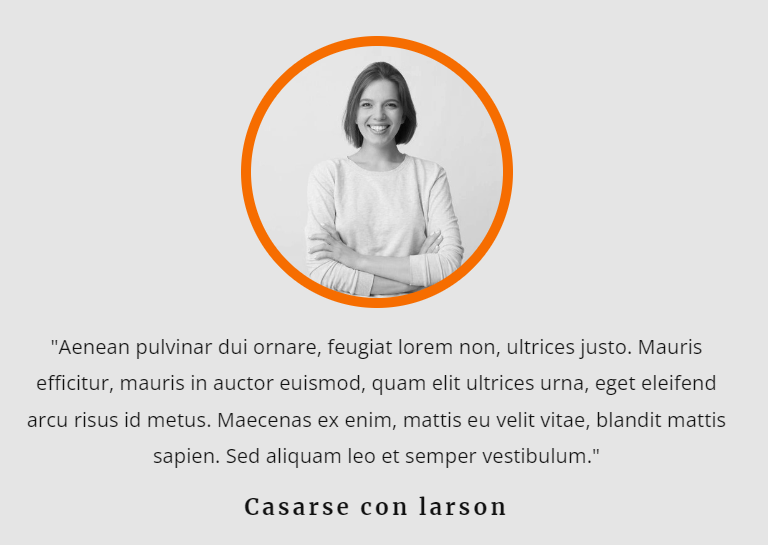 "Aenean pulvinar dui ornare, feugiat lorem non, ultrices justo. Mauris
efficitur, mauris in auctor euismod, quam elit ultrices urna, eget eleifend
arcu risus id metus. Maecenas ex enim, mattis eu velit vitae, blandit mattis
sapien. Sed aliquam leo et semper vestibulum."
Casarse con larson